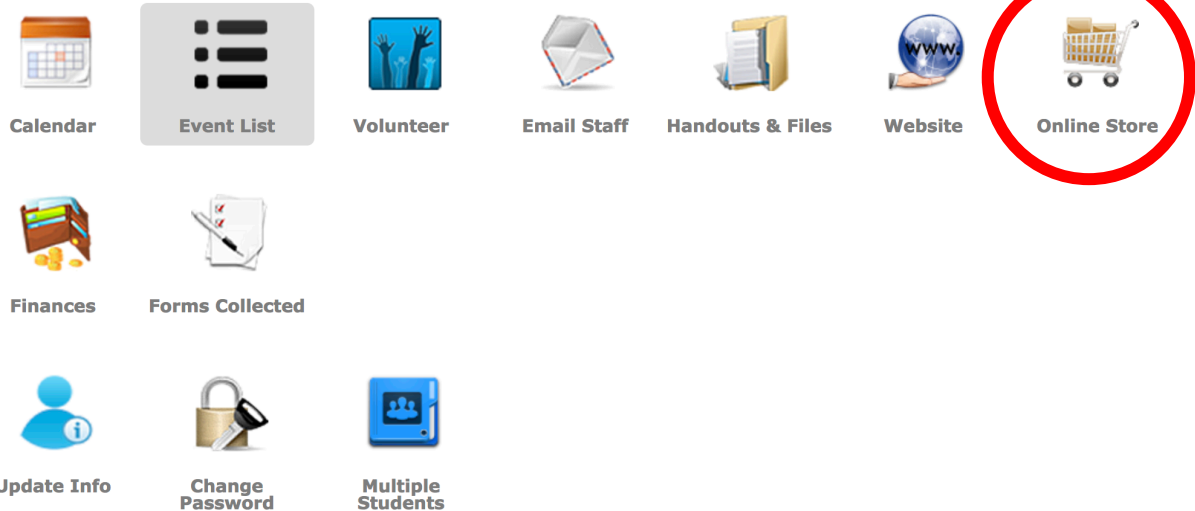 www.
Calendar
Event List
Volunteer
Email Staff
Handouts & Files
Website
Online Store
Finances
Forms Collected
Update Info
Change
Password
Multiple
Students